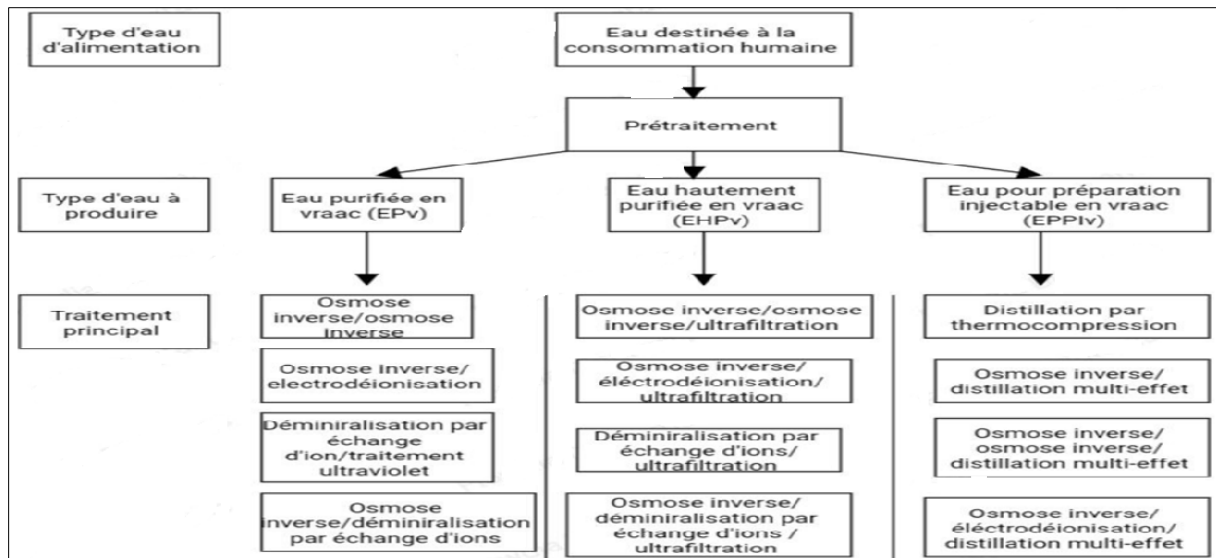 Type d'eau
d'alimentation
Eau destinée à la
consommation humaine
Prétraitement
Type d'eau à
produire
Eau purifiée en
vraac (EPv)
Eau hautement
purifiée en vraac
(EHPv)
Eau pour préparation
injectable en vraac
(EPPIv)
Traitement
principal
Osmose
inverse/osmose
Inverse
Osmose inverse/osmose
inverse/ultrafiltration
Distillation par
thermocompression
Osmose Inverse/
electrodéionisation
Osmose inverse/
éléctrodéionisation/
ultrafiltration
Osmose inverse/
distillation multi-effet
Déminiralisation par
échange
d'ion/traitement
ultraviolet
Déminiralisation par
échange d'ions/
ultrafiltration
Osmose inverse/
osmose inverse/
distillation multi-effet
Osmose
inverse/déminiralisation
par échange d'ions
Osmose inverse/
déminiralisation par
échange d'ions /
ultrafiltration
Osmose inverse/
éléctrodéionisation/
distillation multi-effet